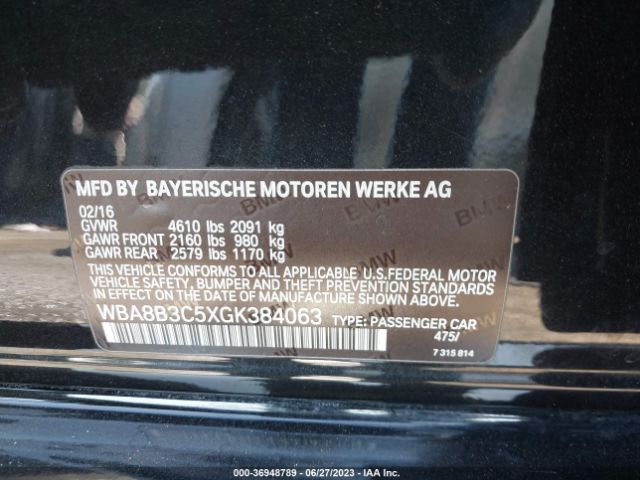 MFD BY BAYERISCHE MOTOREN WERKE AG
02/16
GVWR 4610 lbs 2091 kg
GAWR FRONT 2160 lbs 980 kg
GAWR REAR 2579 lbs 1170 kg
THIS VEHICLE CONFORMS TO ALL APPLICABLE U.S.FEDERAL MOTOR
VEHICLE SAFETY, BUMPER AND THEFT PREVENTION STANDARDS
IN EFFECT ON THE DATE OF MANUFACTURE SHOWN ABOVE.
WBA8B3C5XGK384063 TYPE: PASSENGER CAR
475/
7 315 814
000-36948789 - 06/27/2023 - IAA Inc.